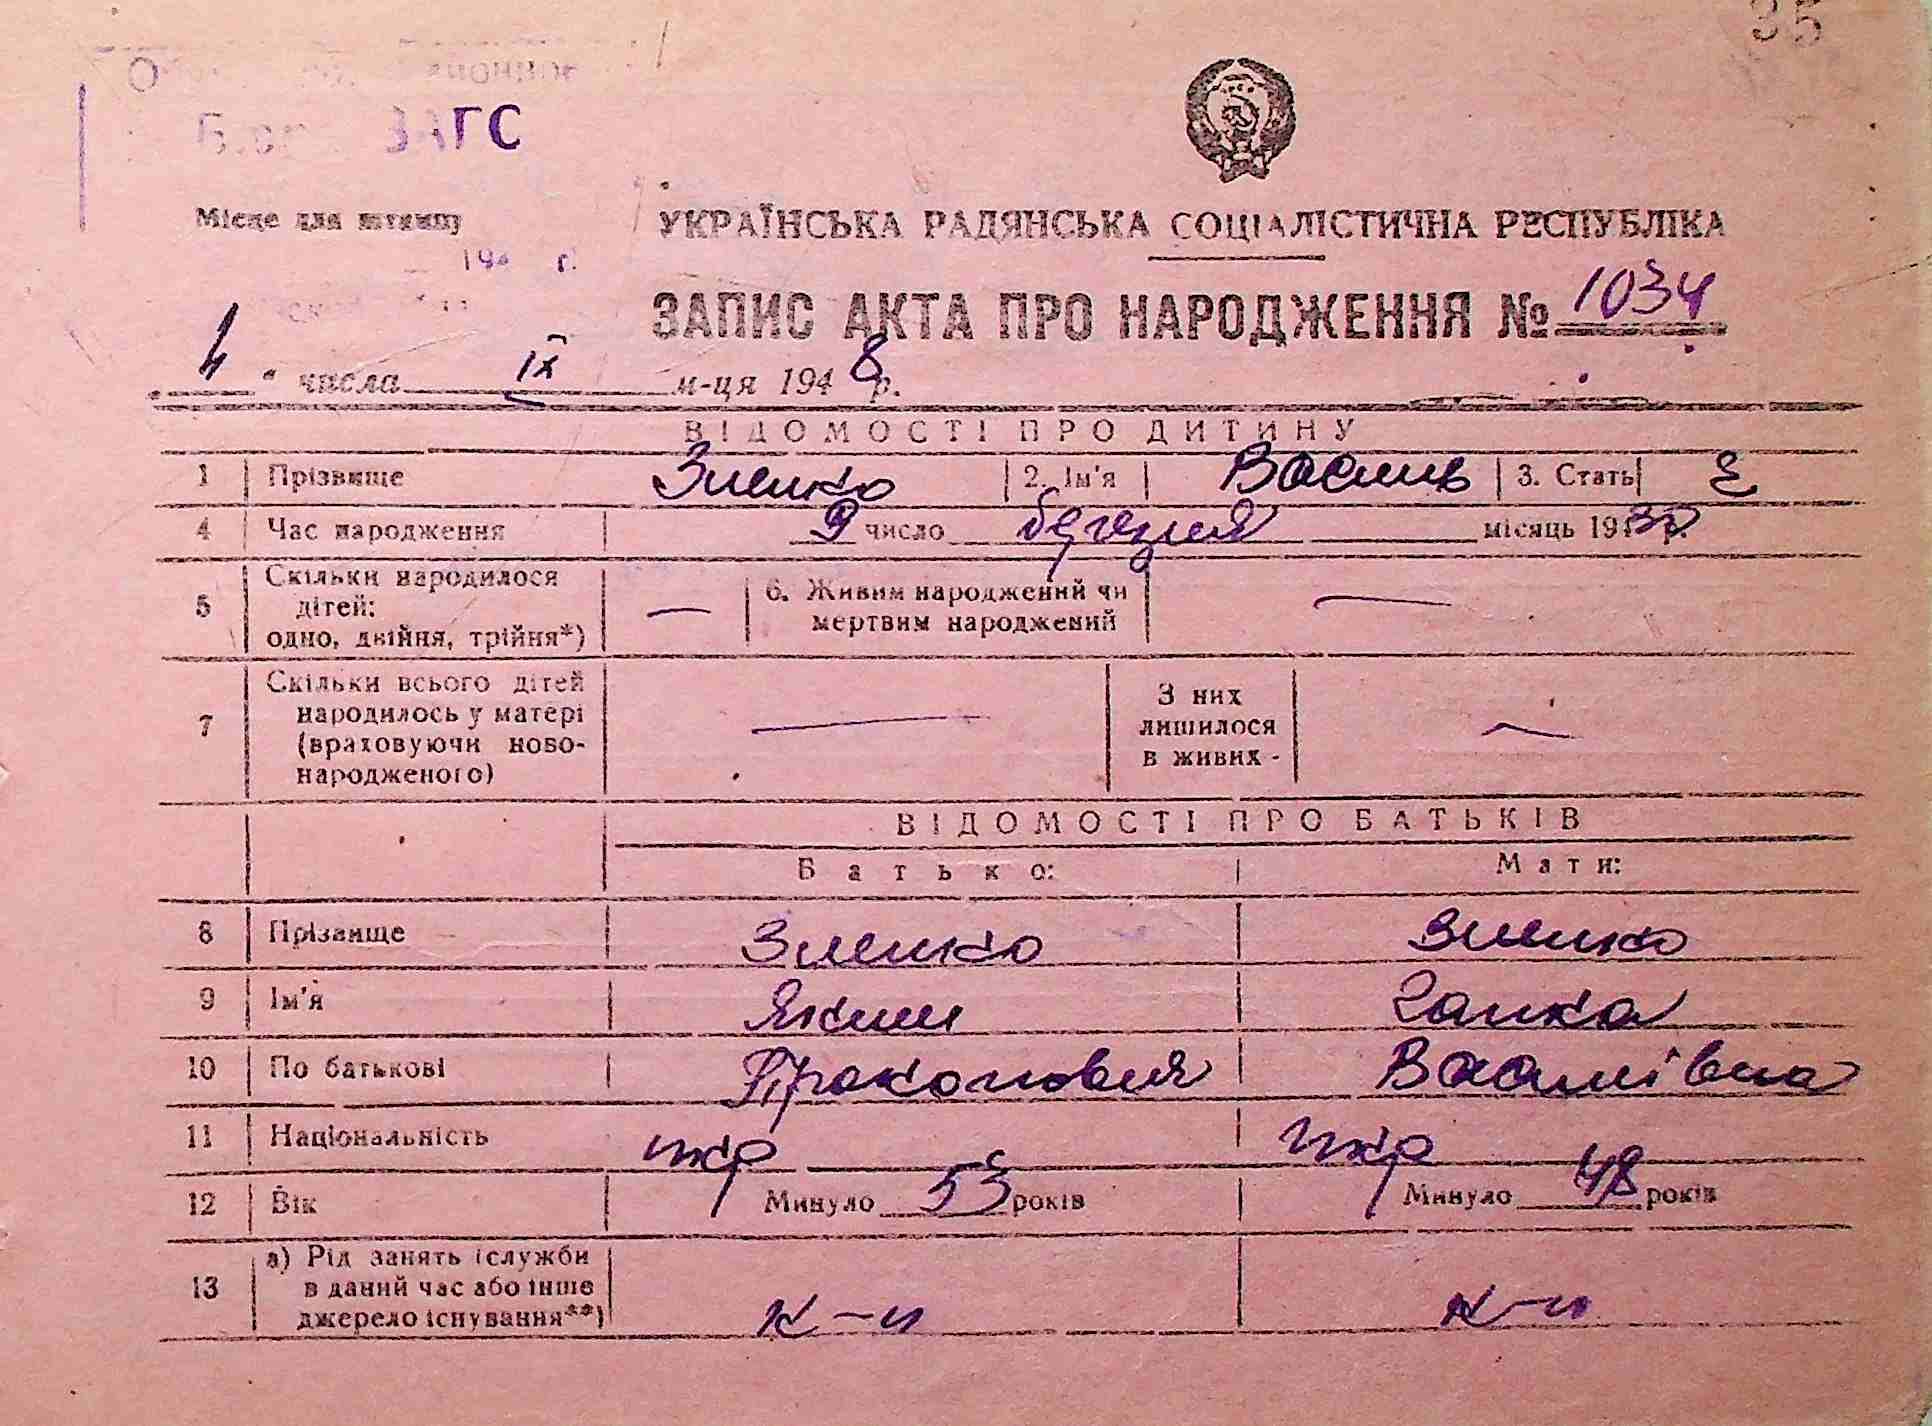 35
ЗАГС
Місце для штампу
УКРАЇНСЬКА РАДЯНСЬКА СОЦІАЛІСТИЧНА РЕСПУБЛІКА
194 г.
ЗАПИС АКТА ПРО НАРОДЖЕННЯ № 1034
„4“ числа IX м-ця 1948 р.
ВІДОМОСТІ ПРО ДИТИНУ
1 Прізвище Зленко 2. Ім'я Василь 3. Стать
4 Час народження 9 число березня місяць 1930 р.
5 Скільки народилося дітей: одно, двійня, трійня*) — 6. Живим народжений чи мертвим народжений —
7 Скільки всього дітей народилось у матері (враховуючи новонародженого) — З них лишилося в живих - —
ВІДОМОСТІ ПРО БАТЬКІВ
Батько: Мати:
8 Прізвище Зленко Зленко
9 Ім'я Яким Ганка
10 По батькові Прокопович Василівна
11 Національність укр укр
12 Вік Минуло 53 років Минуло 48 років
13 а) Рід занять і служби в даний час або інше джерело існування**) к-к к-к